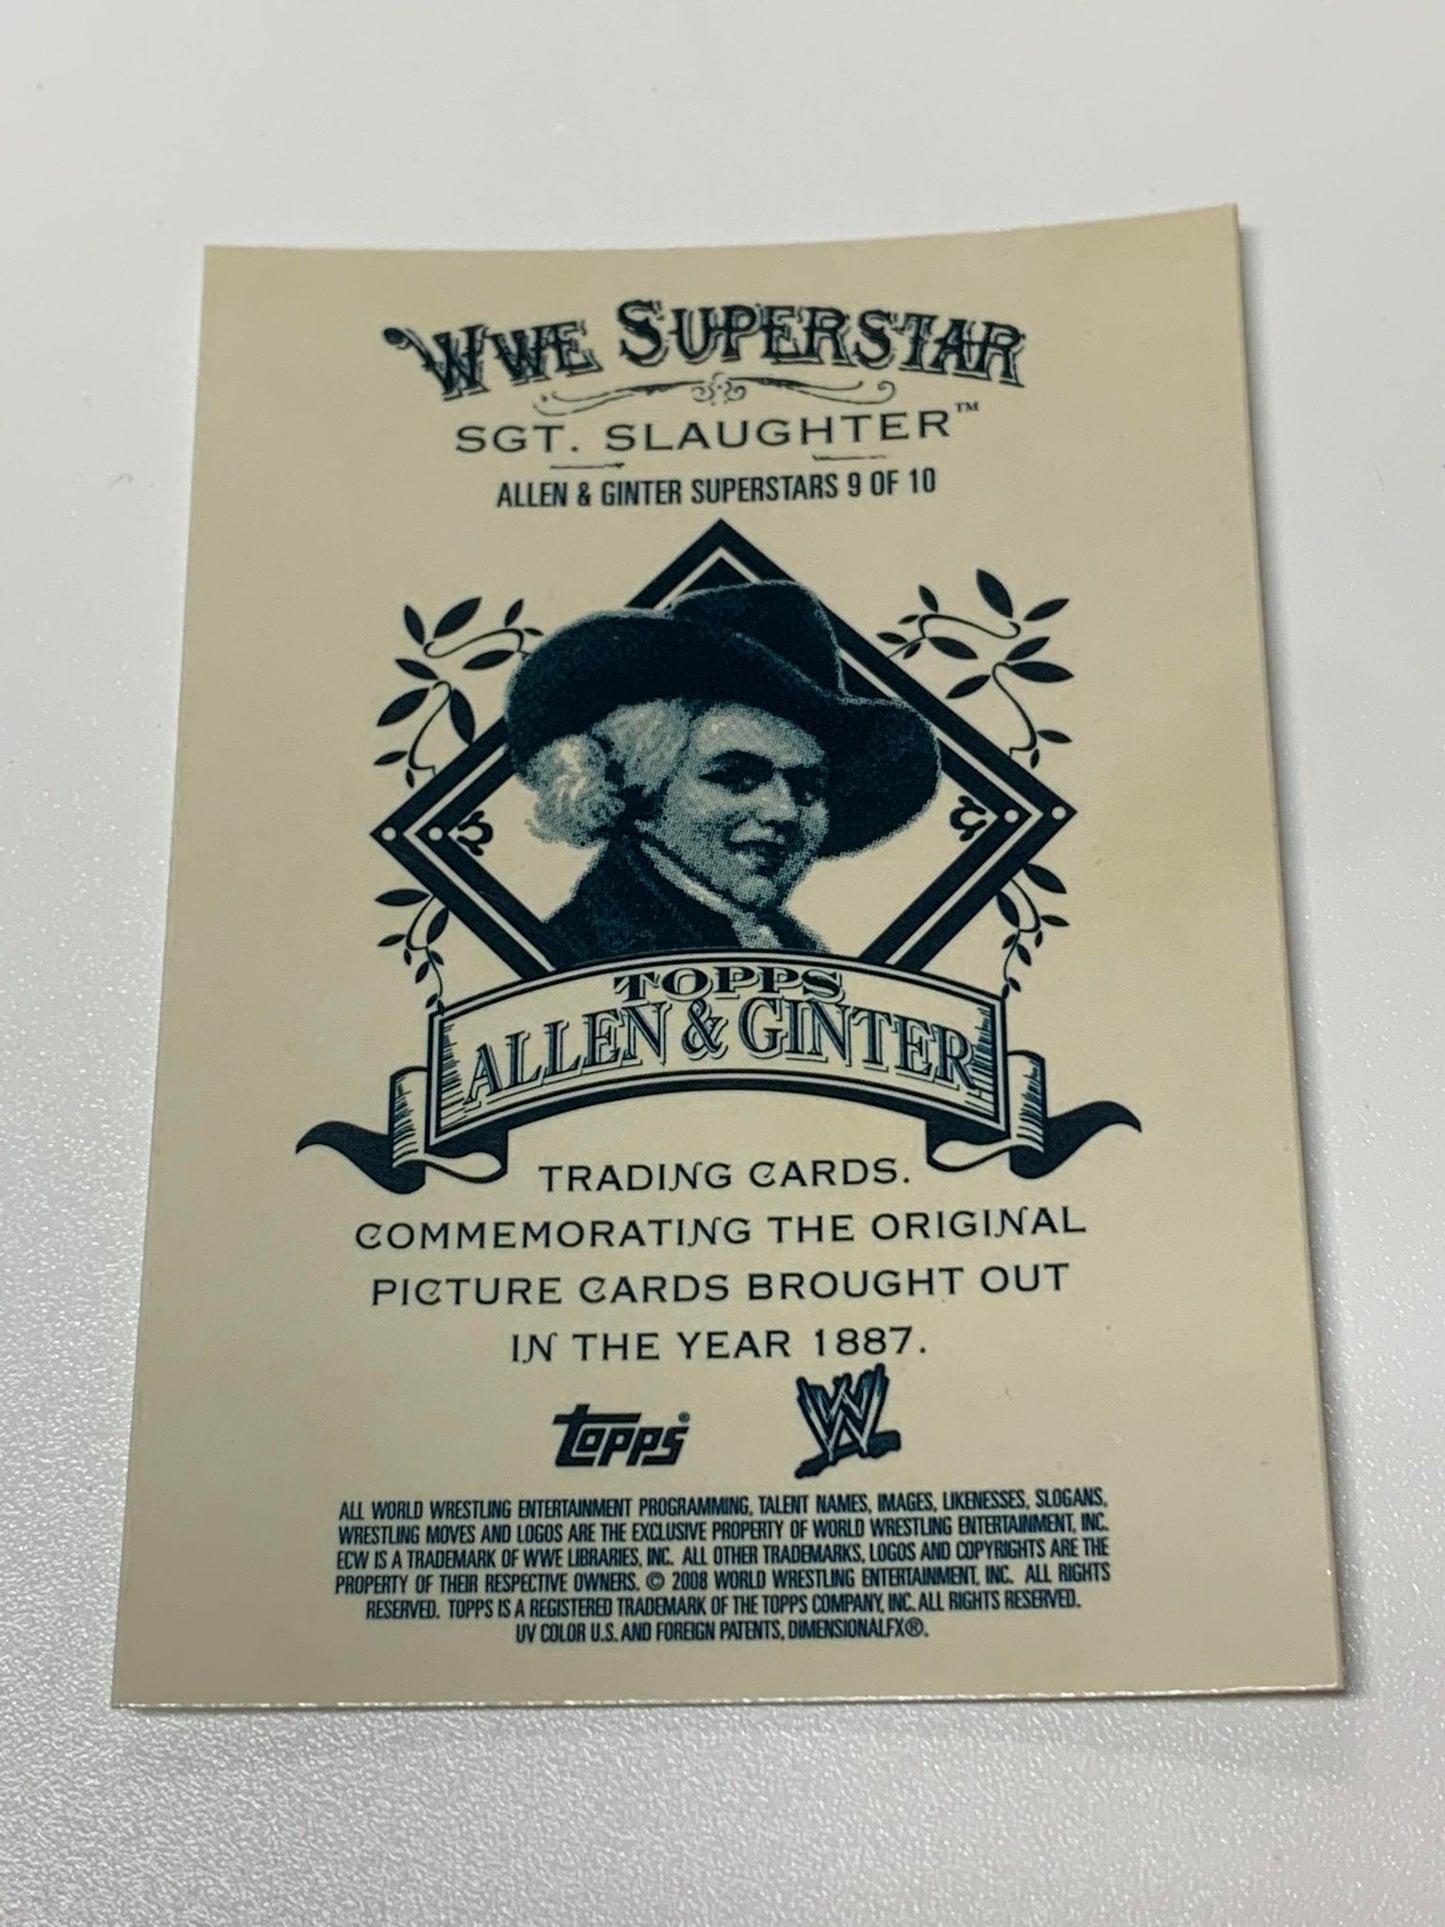 WWE SUPERSTAR
SGT. SLAUGHTER™
ALLEN & GINTER SUPERSTARS 9 OF 10
TOPPS
ALLEN & GINTER
TRADING CARDS.
COMMEMORATING THE ORIGINAL
PICTURE CARDS BROUGHT OUT
IN THE YEAR 1887.
topps® W
ALL WORLD WRESTLING ENTERTAINMENT PROGRAMMING, TALENT NAMES, IMAGES, LIKENESSES, SLOGANS,
WRESTLING MOVES AND LOGOS ARE THE EXCLUSIVE PROPERTY OF WORLD WRESTLING ENTERTAINMENT, INC.
ECW IS A TRADEMARK OF WWE LIBRARIES, INC. ALL OTHER TRADEMARKS, LOGOS AND COPYRIGHTS ARE THE
PROPERTY OF THEIR RESPECTIVE OWNERS. © 2008 WORLD WRESTLING ENTERTAINMENT, INC. ALL RIGHTS
RESERVED. TOPPS IS A REGISTERED TRADEMARK OF THE TOPPS COMPANY, INC. ALL RIGHTS RESERVED.
UV COLOR U.S. AND FOREIGN PATENTS, DIMENSIONALFX®.